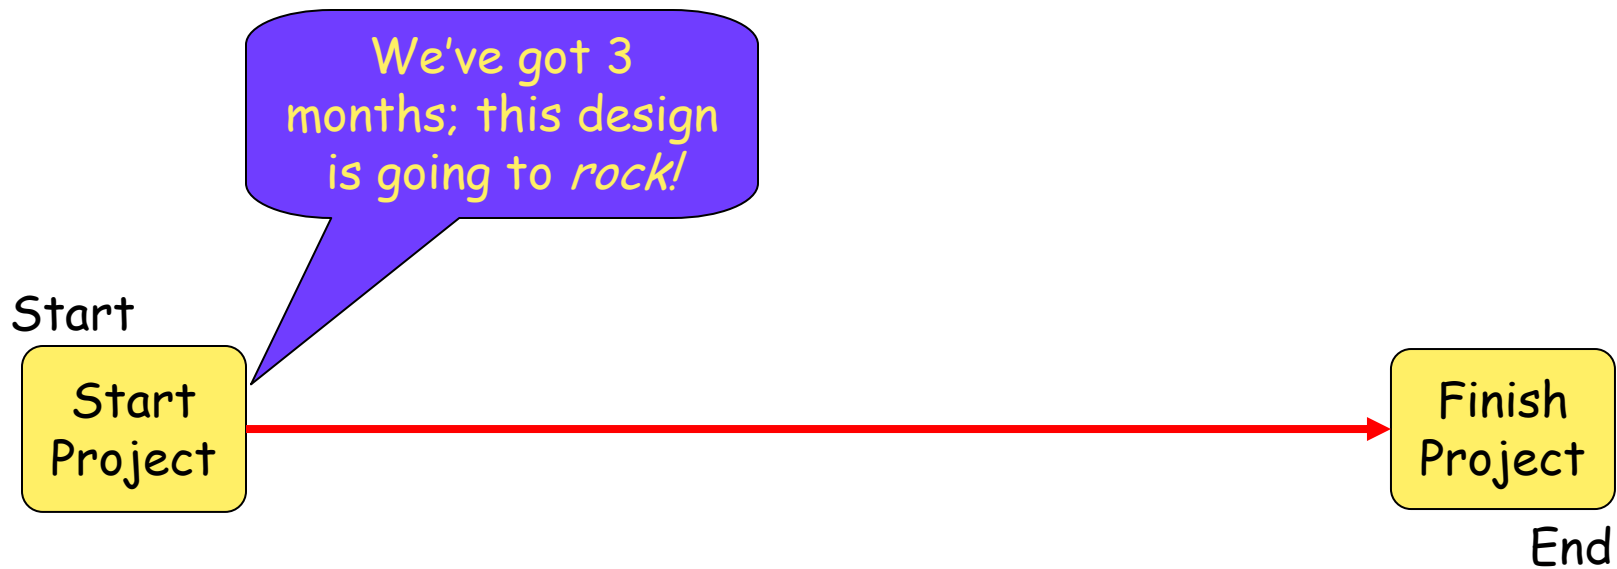 We've got 3
months; this design
is going to rock!
Start
Start
Project
Finish
Project
End